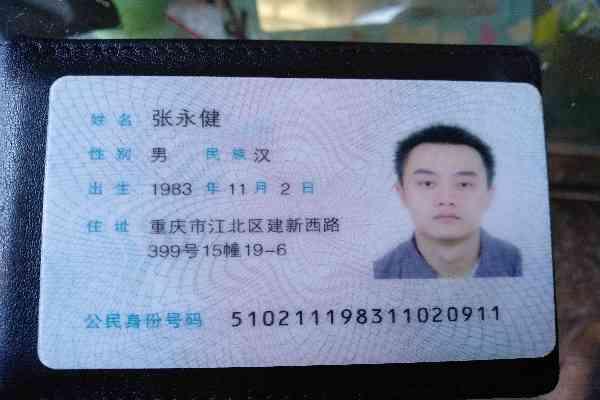 姓名 张永健
性别 男 民族 汉
出生 1983 年 11 月 2 日
住址 重庆市江北区建新西路
399号15幢19-6
公民身份号码 510211198311020911